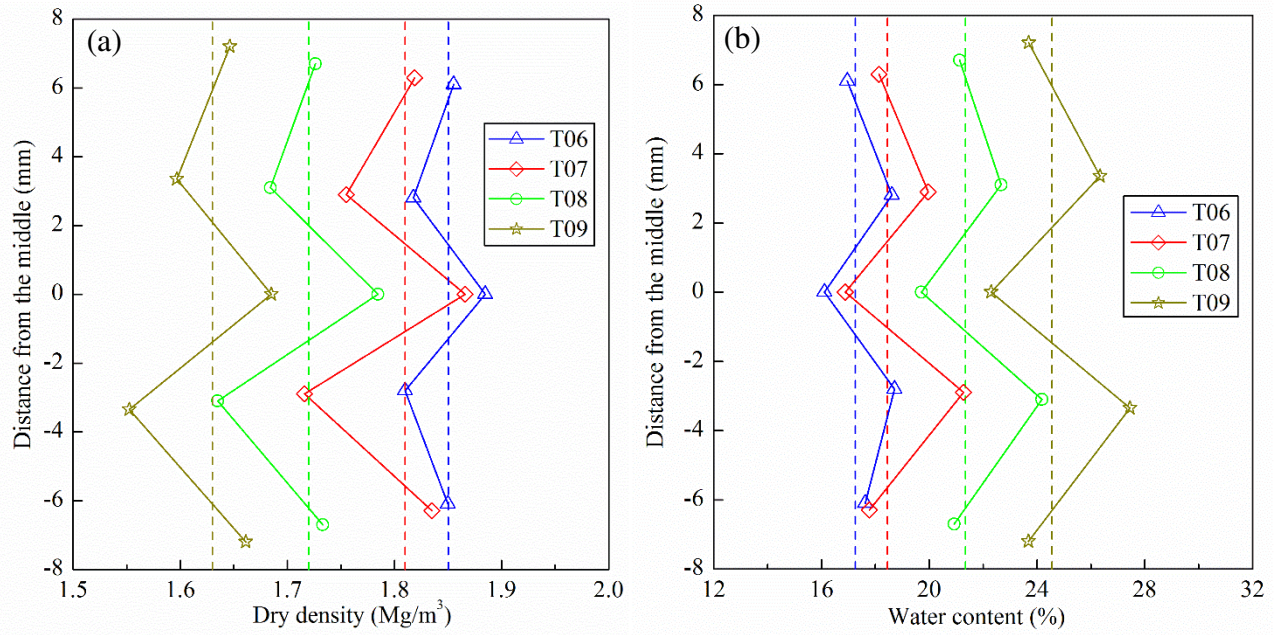 (a)
8
6
4
2
0
-2
-4
-6
-8
Distance from the middle (mm)
T06
T07
T08
T09
1.5 1.6 1.7 1.8 1.9 2.0
Dry density (Mg/m³)
(b)
8
6
4
2
0
-2
-4
-6
-8
Distance from the middle (mm)
T06
T07
T08
T09
12 16 20 24 28 32
Water content (%)